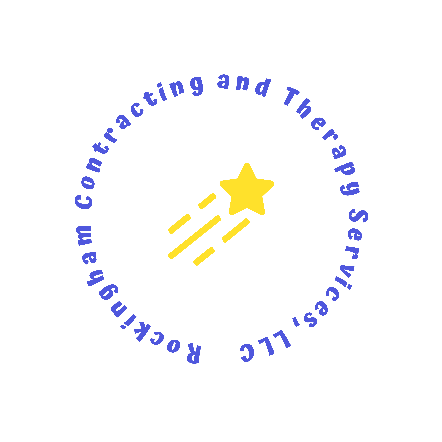 Rockingham Contracting and Therapy Services, LLC